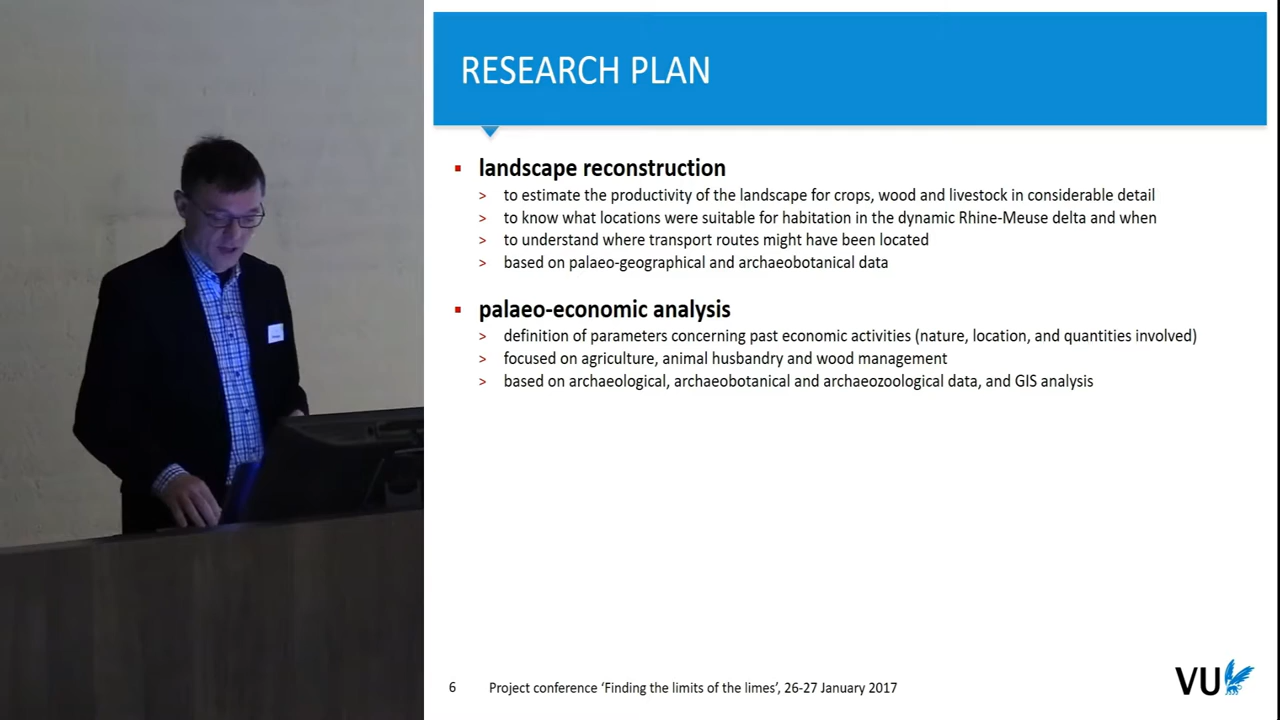 RESEARCH PLAN
▪ landscape reconstruction
> to estimate the productivity of the landscape for crops, wood and livestock in considerable detail
> to know what locations were suitable for habitation in the dynamic Rhine-Meuse delta and when
> to understand where transport routes might have been located
> based on palaeo-geographical and archaeobotanical data
▪ palaeo-economic analysis
> definition of parameters concerning past economic activities (nature, location, and quantities involved)
> focused on agriculture, animal husbandry and wood management
> based on archaeological, archaeobotanical and archaeozoological data, and GIS analysis
6 Project conference ‘Finding the limits of the limes’, 26-27 January 2017
VU